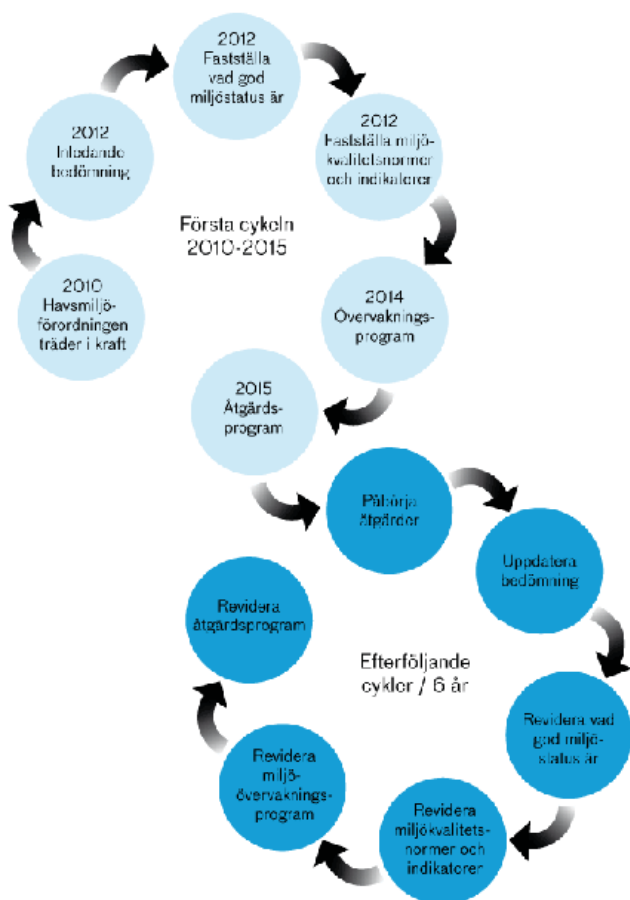 2012
Fastställa
vad god
miljöstatus är
2012
Inledande
bedömning
2012
Fastställa miljö-
kvalitetsnormer
och indikatorer
Första cykeln
2010-2015
2010
Havsmiljö-
förordningen
träder i kraft
2014
Övervaknings-
program
2015
Åtgärds-
program
Påbörja
åtgärder
Uppdatera
bedömning
Revidera
åtgärdsprogram
Efterföljande
cykler / 6 år
Revidera vad
god miljö-
status är
Revidera
miljö-
övervaknings-
program
Revidera
miljökvalitets-
normer och
indikatorer